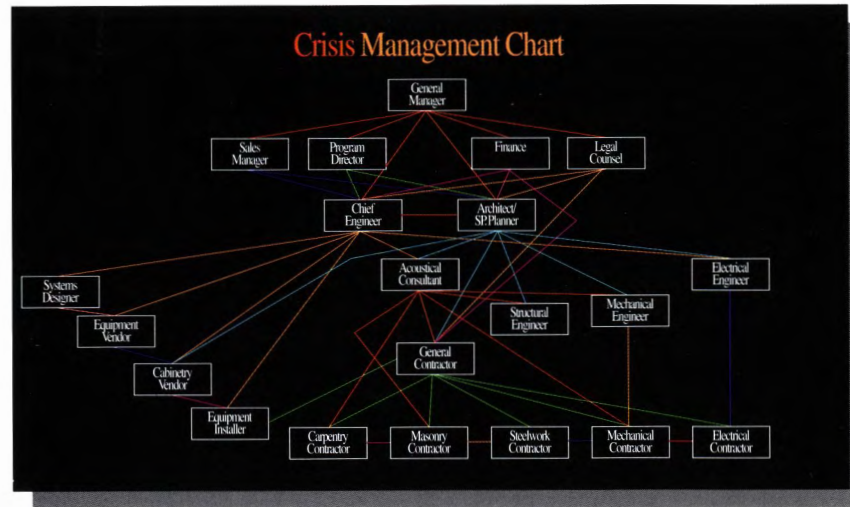 Crisis Management Chart
General
Manager
Sales
Manager
Program
Director
Finance
Legal
Counsel
Chief
Engineer
Architect/
SP. Planner
Acoustical
Consultant
Electrical
Engineer
Systems
Designer
Equipment
Vendor
Structural
Engineer
Mechanical
Engineer
General
Contractor
Cabinetry
Vendor
Equipment
Installer
Carpentry
Contractor
Masonry
Contractor
Steelwork
Contractor
Mechanical
Contractor
Electrical
Contractor